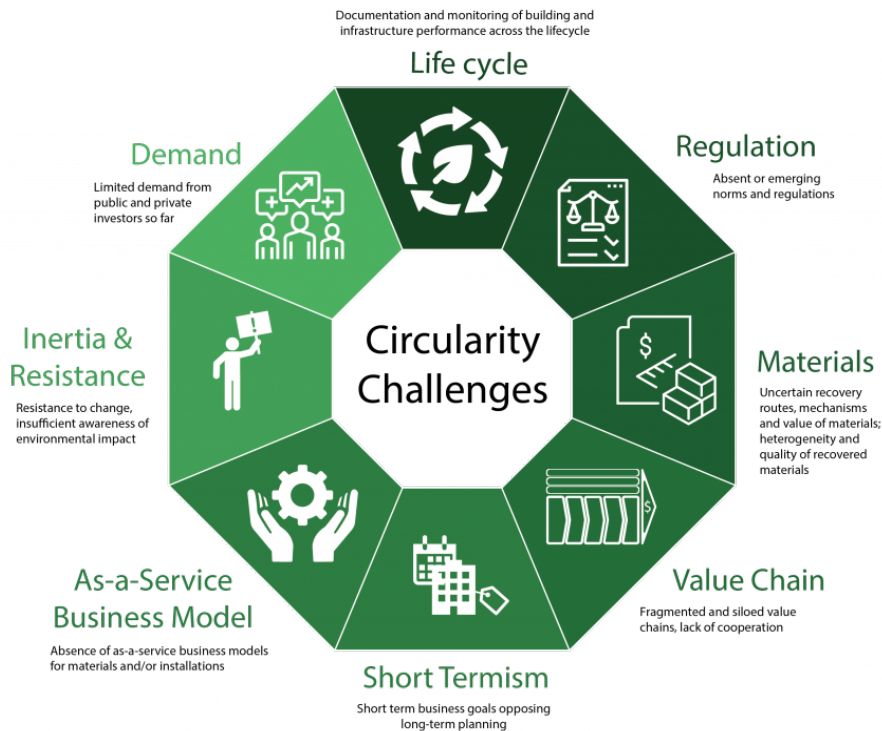 Documentation and monitoring of building and
infrastructure performance across the lifecycle
Life cycle
Regulation
Absent or emerging
norms and regulations
Materials
Uncertain recovery
routes, mechanisms
and value of materials;
heterogeneity and
quality of recovered
materials
Value Chain
Fragmented and siloed value
chains, lack of cooperation
Short Termism
Short term business goals opposing
long-term planning
As-a-Service
Business Model
Absence of as-a-service business models
for materials and/or installations
Inertia &
Resistance
Resistance to change,
insufficient awareness of
environmental impact
Demand
Limited demand from
public and private
investors so far
Circularity
Challenges
$
$